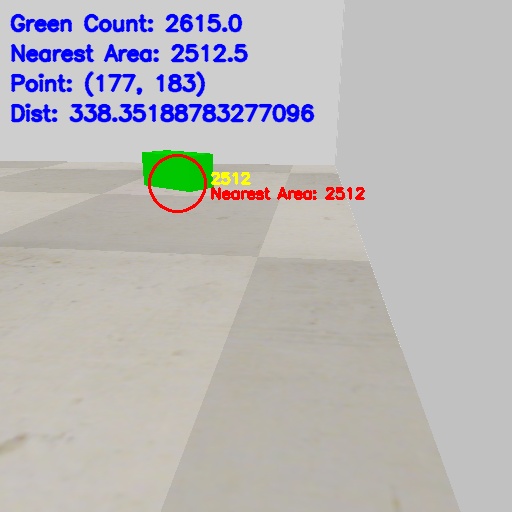 Green Count: 2615.0
Nearest Area: 2512.5
Point: (177, 183)
Dist: 338.35188783277096
2512
Nearest Area: 2512